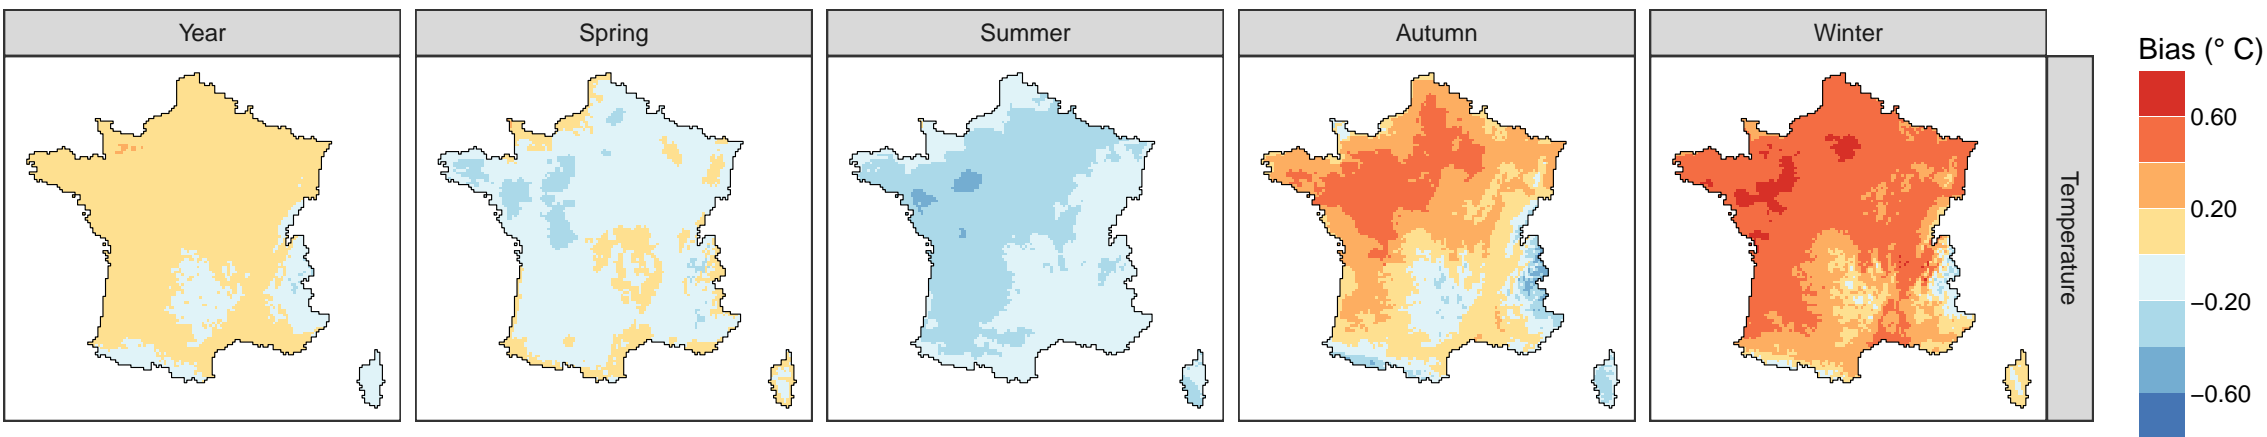 Year
Spring
Summer
Autumn
Winter
Temperature
Bias (° C)
0.60
0.20
−0.20
−0.60